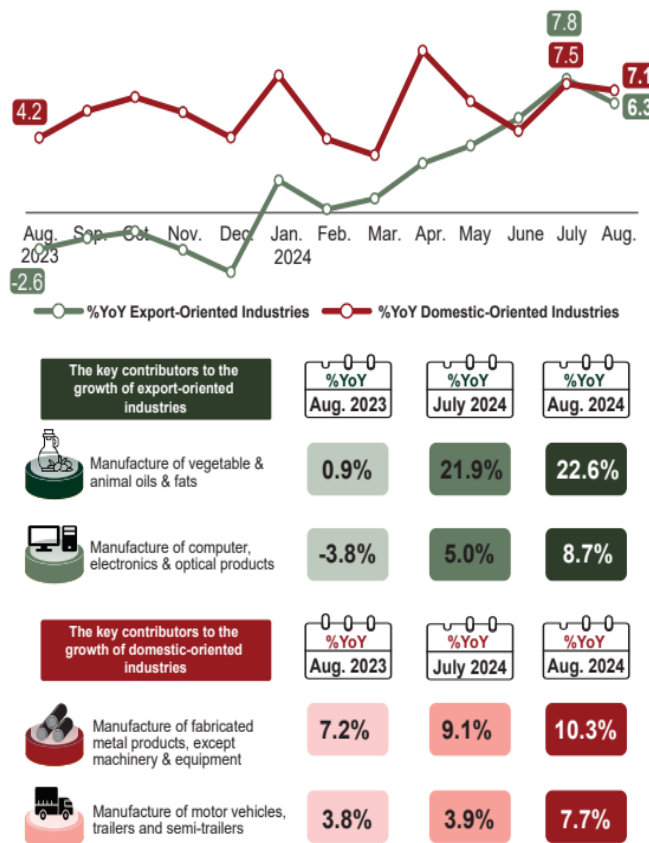 7.8
7.5
7.1
6.3
4.2
Aug. Sep. Oct. Nov. Dec. Jan. Feb. Mar. Apr. May June July Aug.
2023 2024
-2.6
%YoY Export-Oriented Industries %YoY Domestic-Oriented Industries
The key contributors to the
growth of export-oriented
industries
%YoY
Aug. 2023
%YoY
July 2024
%YoY
Aug. 2024
Manufacture of vegetable &
animal oils & fats
0.9% 21.9% 22.6%
Manufacture of computer,
electronics & optical products
-3.8% 5.0% 8.7%
The key contributors to the
growth of domestic-oriented
industries
%YoY
Aug. 2023
%YoY
July 2024
%YoY
Aug. 2024
Manufacture of fabricated
metal products, except
machinery & equipment
7.2% 9.1% 10.3%
Manufacture of motor vehicles,
trailers and semi-trailers
3.8% 3.9% 7.7%